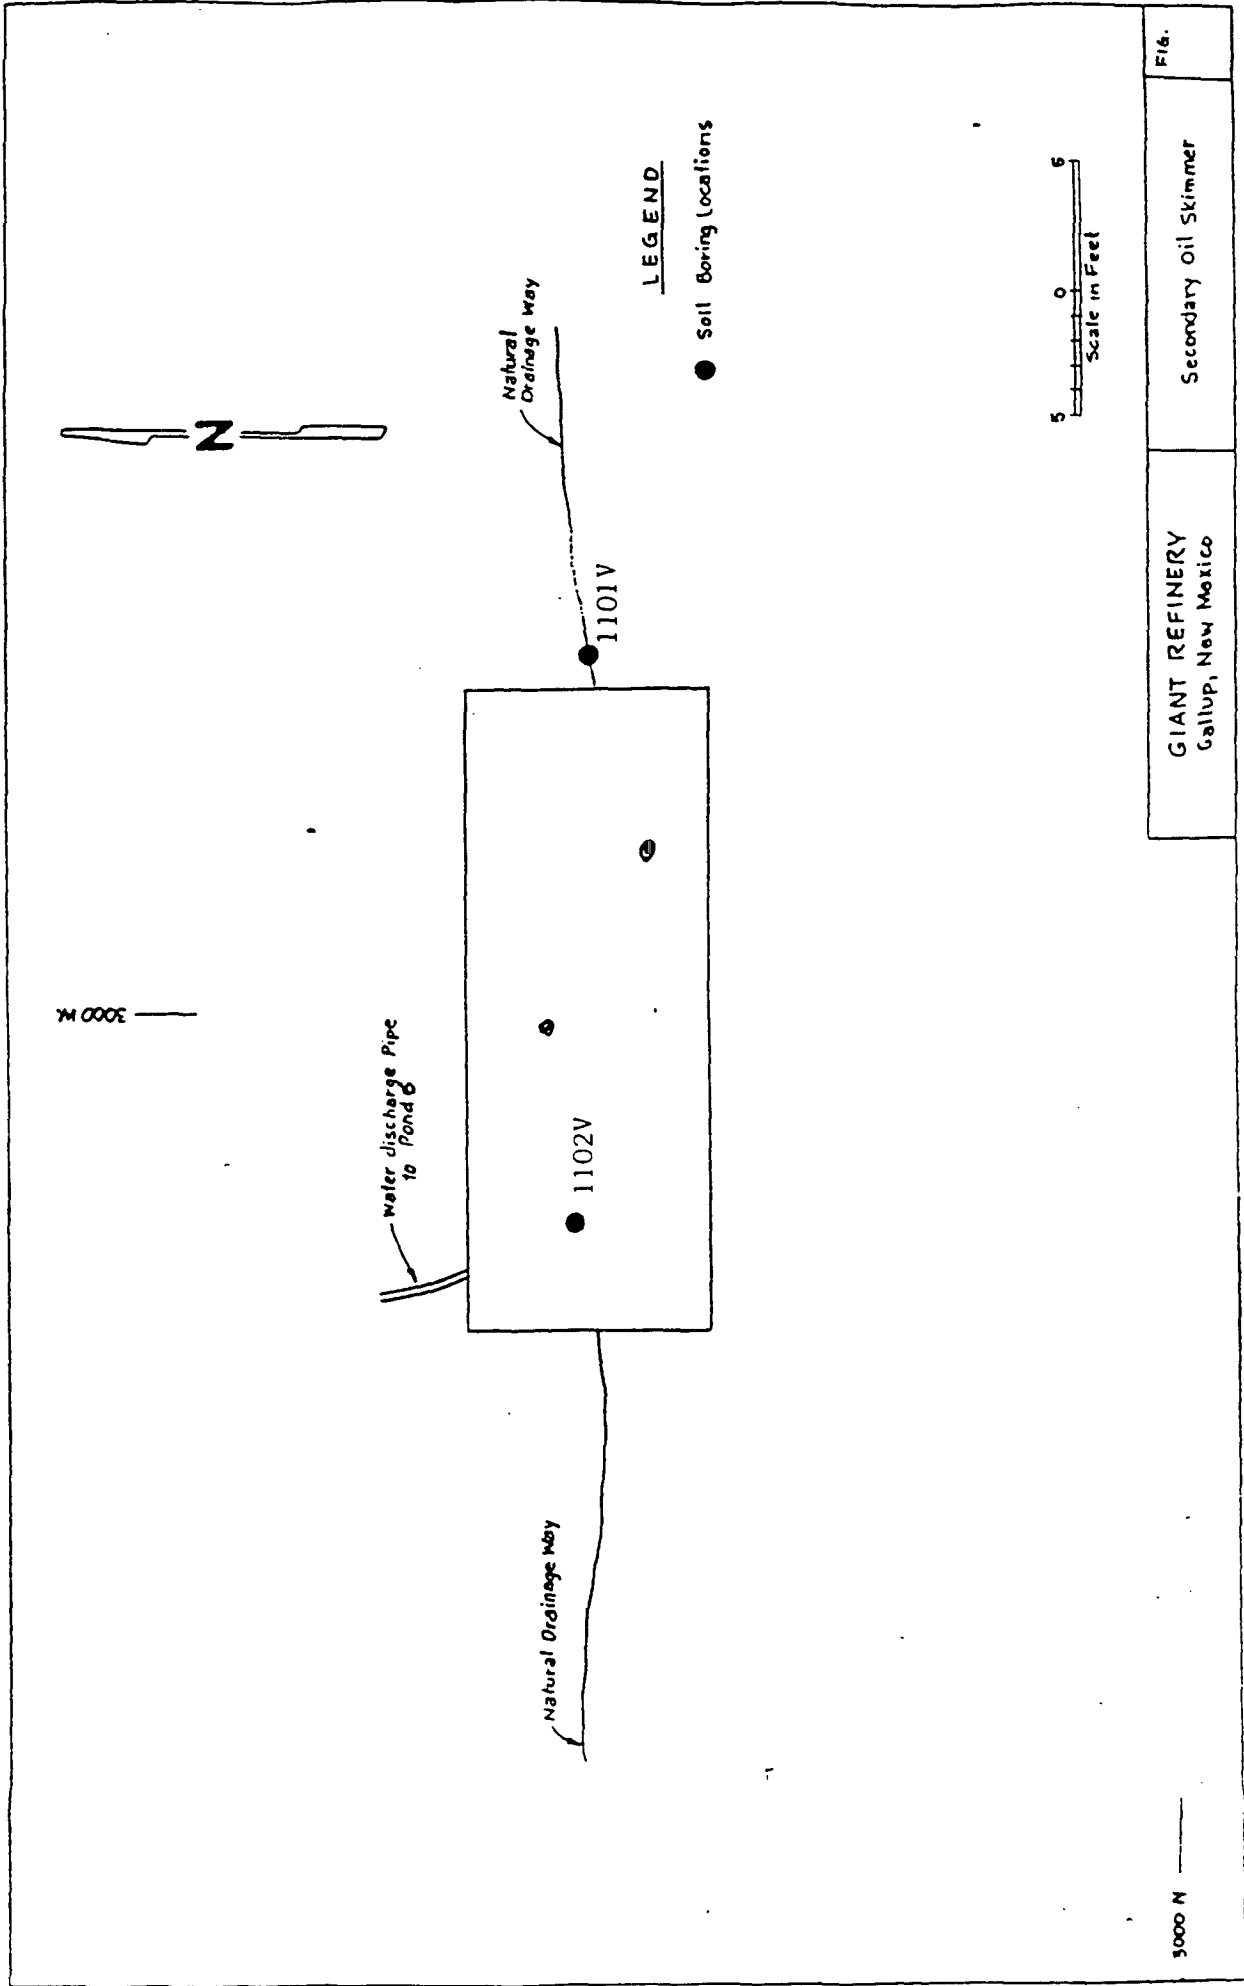 3000 W
N
Water discharge Pipe
to Pond 6
Natural
Drainage Way
Natural Drainage Way
1102V
1101V
LEGEND
Soil Boring Locations
5 0 5
Scale in Feet
3000 N
GIANT REFINERY
Gallup, New Mexico
Secondary Oil Skimmer
FIG.